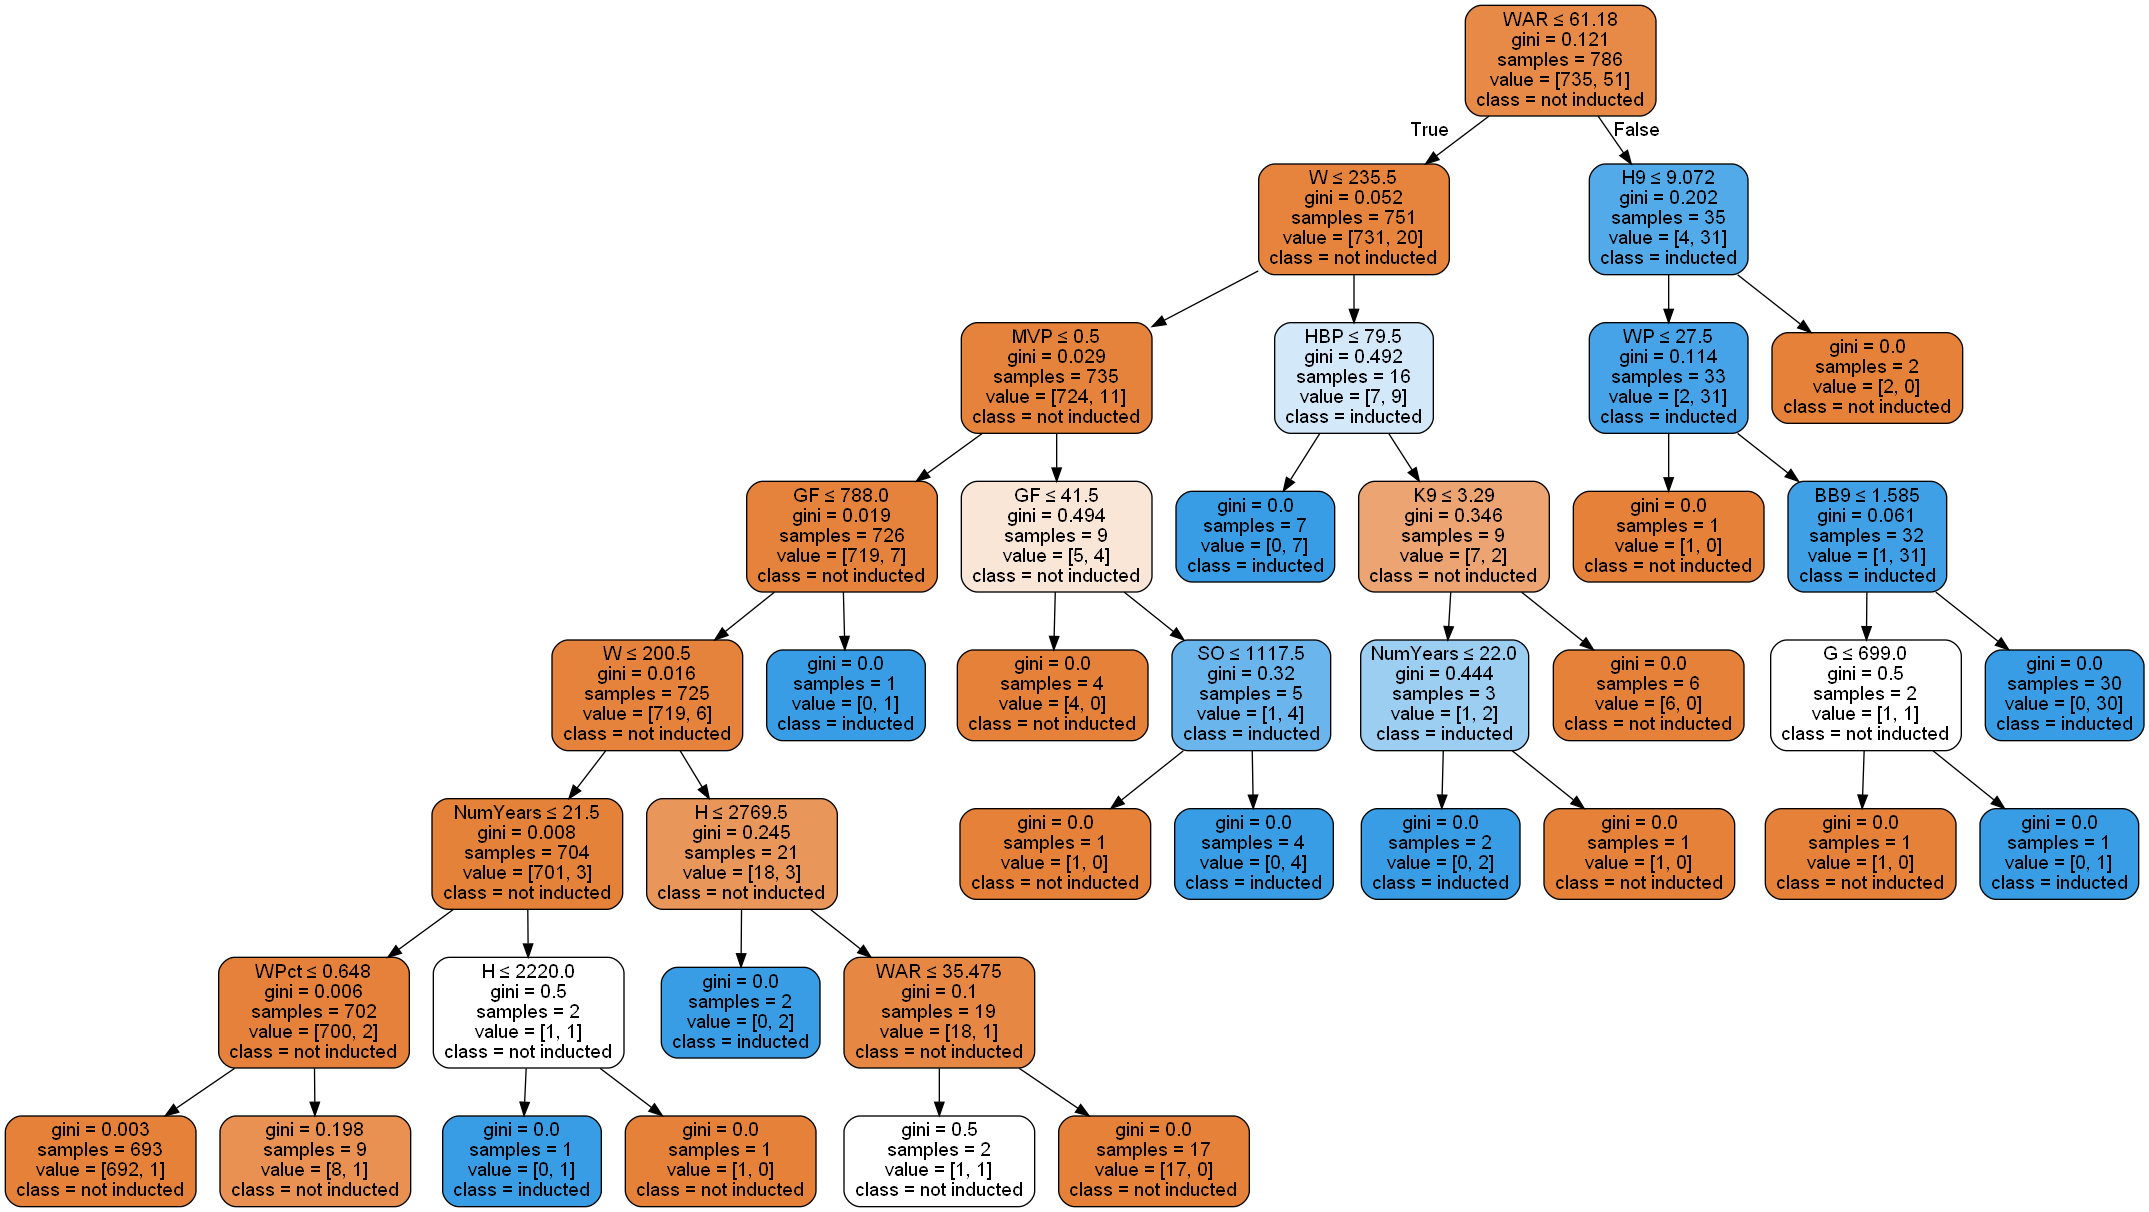 WAR ≤ 61.18
gini = 0.121
samples = 786
value = [735, 51]
class = not inducted
True
False
W ≤ 235.5
gini = 0.052
samples = 751
value = [731, 20]
class = not inducted
H9 ≤ 9.072
gini = 0.202
samples = 35
value = [4, 31]
class = inducted
MVP ≤ 0.5
gini = 0.029
samples = 735
value = [724, 11]
class = not inducted
HBP ≤ 79.5
gini = 0.492
samples = 16
value = [7, 9]
class = inducted
WP ≤ 27.5
gini = 0.114
samples = 33
value = [2, 31]
class = inducted
gini = 0.0
samples = 2
value = [2, 0]
class = not inducted
GF ≤ 788.0
gini = 0.019
samples = 726
value = [719, 7]
class = not inducted
GF ≤ 41.5
gini = 0.494
samples = 9
value = [5, 4]
class = not inducted
gini = 0.0
samples = 7
value = [0, 7]
class = inducted
K9 ≤ 3.29
gini = 0.346
samples = 9
value = [7, 2]
class = not inducted
gini = 0.0
samples = 1
value = [1, 0]
class = not inducted
BB9 ≤ 1.585
gini = 0.061
samples = 32
value = [1, 31]
class = inducted
W ≤ 200.5
gini = 0.016
samples = 725
value = [719, 6]
class = not inducted
gini = 0.0
samples = 1
value = [0, 1]
class = inducted
gini = 0.0
samples = 4
value = [4, 0]
class = not inducted
SO ≤ 1117.5
gini = 0.32
samples = 5
value = [1, 4]
class = inducted
NumYears ≤ 22.0
gini = 0.444
samples = 3
value = [1, 2]
class = inducted
gini = 0.0
samples = 6
value = [6, 0]
class = not inducted
G ≤ 699.0
gini = 0.5
samples = 2
value = [1, 1]
class = not inducted
gini = 0.0
samples = 30
value = [0, 30]
class = inducted
NumYears ≤ 21.5
gini = 0.008
samples = 704
value = [701, 3]
class = not inducted
H ≤ 2769.5
gini = 0.245
samples = 21
value = [18, 3]
class = not inducted
gini = 0.0
samples = 1
value = [1, 0]
class = not inducted
gini = 0.0
samples = 4
value = [0, 4]
class = inducted
gini = 0.0
samples = 2
value = [0, 2]
class = inducted
gini = 0.0
samples = 1
value = [1, 0]
class = not inducted
gini = 0.0
samples = 1
value = [1, 0]
class = not inducted
gini = 0.0
samples = 1
value = [0, 1]
class = inducted
WPct ≤ 0.648
gini = 0.006
samples = 702
value = [700, 2]
class = not inducted
H ≤ 2220.0
gini = 0.5
samples = 2
value = [1, 1]
class = not inducted
gini = 0.0
samples = 2
value = [0, 2]
class = inducted
WAR ≤ 35.475
gini = 0.1
samples = 19
value = [18, 1]
class = not inducted
gini = 0.003
samples = 693
value = [692, 1]
class = not inducted
gini = 0.198
samples = 9
value = [8, 1]
class = not inducted
gini = 0.0
samples = 1
value = [0, 1]
class = inducted
gini = 0.0
samples = 1
value = [1, 0]
class = not inducted
gini = 0.5
samples = 2
value = [1, 1]
class = not inducted
gini = 0.0
samples = 17
value = [17, 0]
class = not inducted